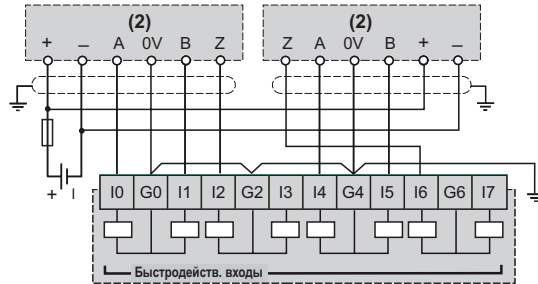 (2) (2)
+ – A 0V B Z Z A 0V B + –
+ –
I0 G0 I1 I2 G2 I3 I4 G4 I5 I6 G6 I7
Быстродейств. входы